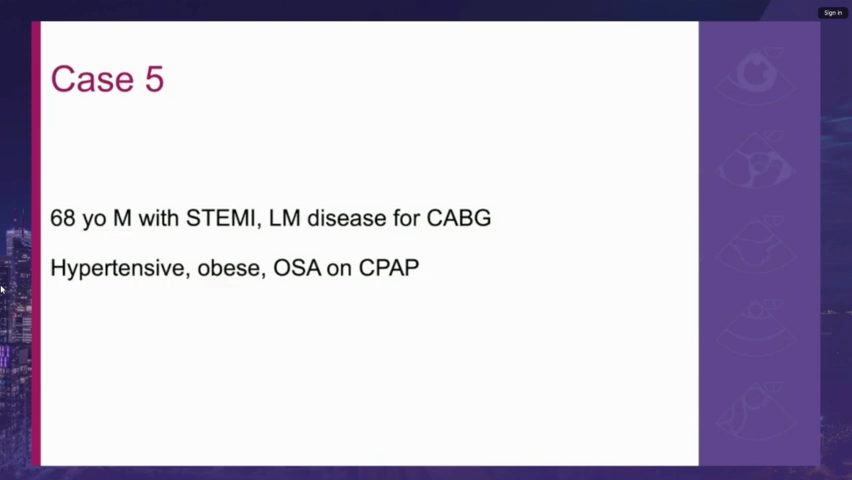 Sign in
Case 5
68 yo M with STEMI, LM disease for CABG
Hypertensive, obese, OSA on CPAP